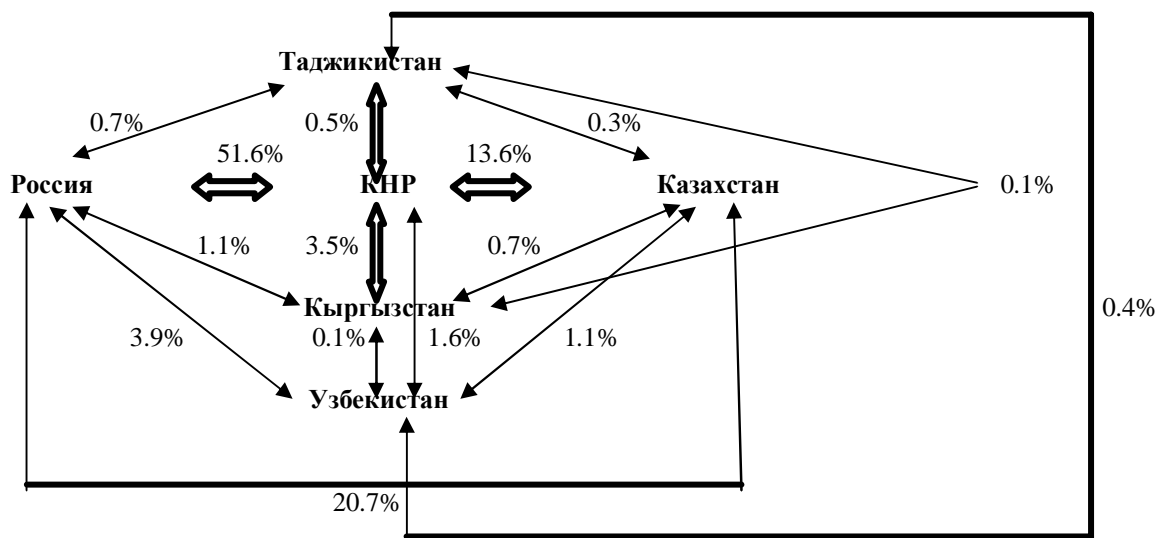 Таджикистан
0.7%
0.5%
0.3%
51.6%
13.6%
Россия
КНР
Казахстан
0.1%
1.1%
3.5%
0.7%
Кыргызстан
0.4%
3.9%
0.1%
1.6%
1.1%
Узбекистан
20.7%